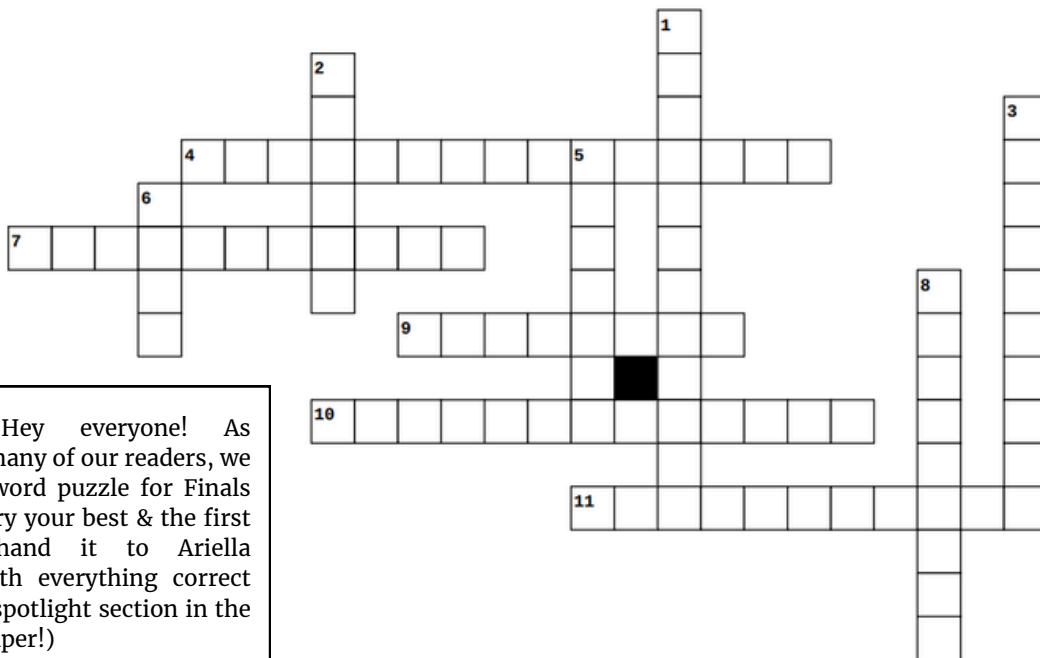 1
2
3
4
5
6
7
8
9
10
11
Hey everyone! As
many of our readers, we
word puzzle for Finals
ry your best & the first
hand it to Ariella
th everything correct
spotlight section in the
per!)